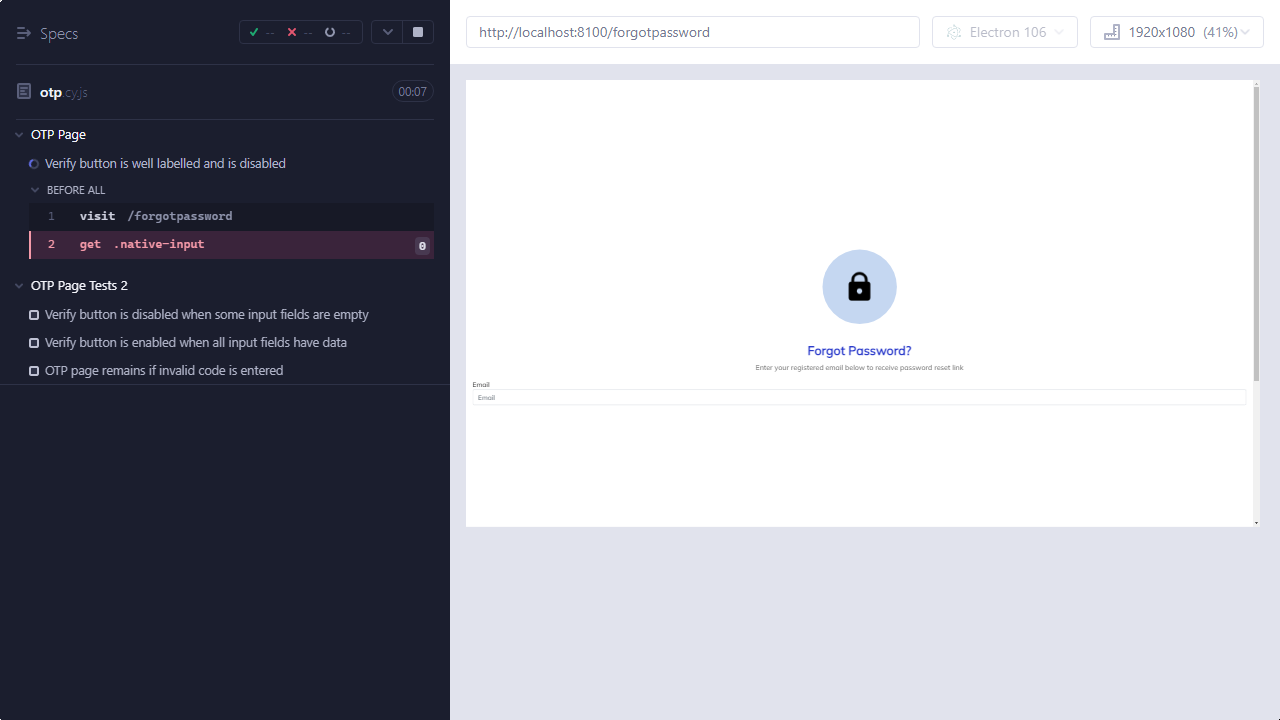 Specs
-- -- --
otp.cy.js
00:07
OTP Page
Verify button is well labelled and is disabled
BEFORE ALL
1 visit /forgotpassword
2 get .native-input 0
OTP Page Tests 2
Verify button is disabled when some input fields are empty
Verify button is enabled when all input fields have data
OTP page remains if invalid code is entered
http://localhost:8100/forgotpassword
Electron 106
1920x1080 (41%)
Forgot Password?
Enter your registered email below to receive password reset link
Email
Email